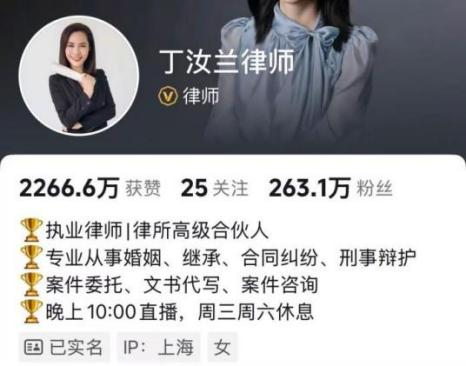 丁汝兰律师
律师
2266.6万 获赞 25 关注 263.1万 粉丝
🏆执业律师|律所高级合伙人
🏆专业从事婚姻、继承、合同纠纷、刑事辩护
🏆案件委托、文书代写、案件咨询
🏆晚上10:00直播，周三周六休息
已实名 IP：上海 女